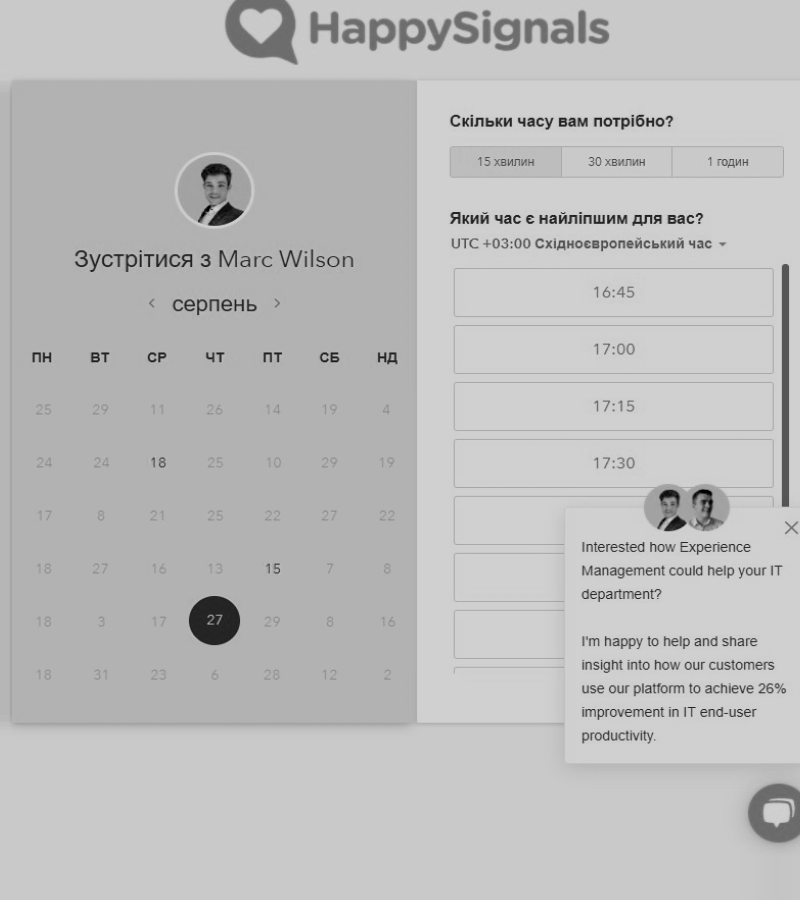 HappySignals
Зустрітися з Marc Wilson
серпень
ПН ВТ СР ЧТ ПТ СБ НД
25 29 11 26 14 19 4
24 24 18 25 10 29 19
17 8 21 25 22 27 22
18 27 16 13 15 7 8
18 3 17 27 29 8 16
18 31 23 6 28 12 2
Скільки часу вам потрібно?
15 хвилин 30 хвилин 1 годин
Який час є найліпшим для вас?
UTC +03:00 Східноєвропейський час
16:45
17:00
17:15
17:30
Interested how Experience
Management could help your IT
department?
I'm happy to help and share
insight into how our customers
use our platform to achieve 26%
improvement in IT end-user
productivity.